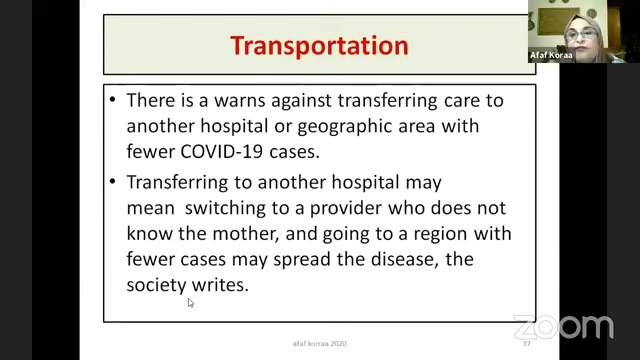 Transportation
Afaf Koraa
• There is a warns against transferring care to
another hospital or geographic area with
fewer COVID-19 cases.
• Transferring to another hospital may
mean switching to a provider who does not
know the mother, and going to a region with
fewer cases may spread the disease, the
society writes.
zoom
afaf korraa 2020
37